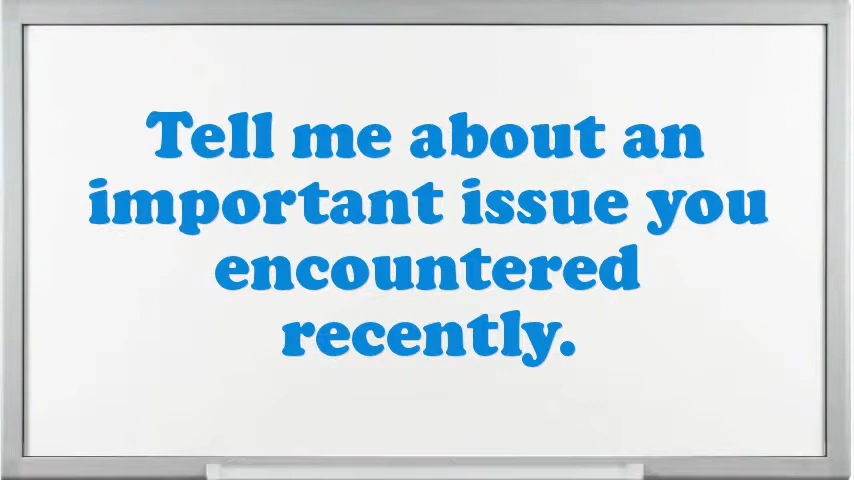 Tell me about an
important issue you
encountered
recently.